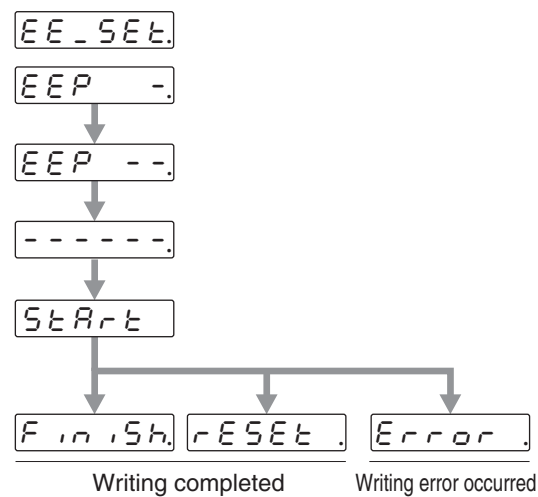 EE_SEt.
EEP -.
EEP --.
------.
StArt
FiniSh. rESEt . Error .
Writing completed Writing error occurred